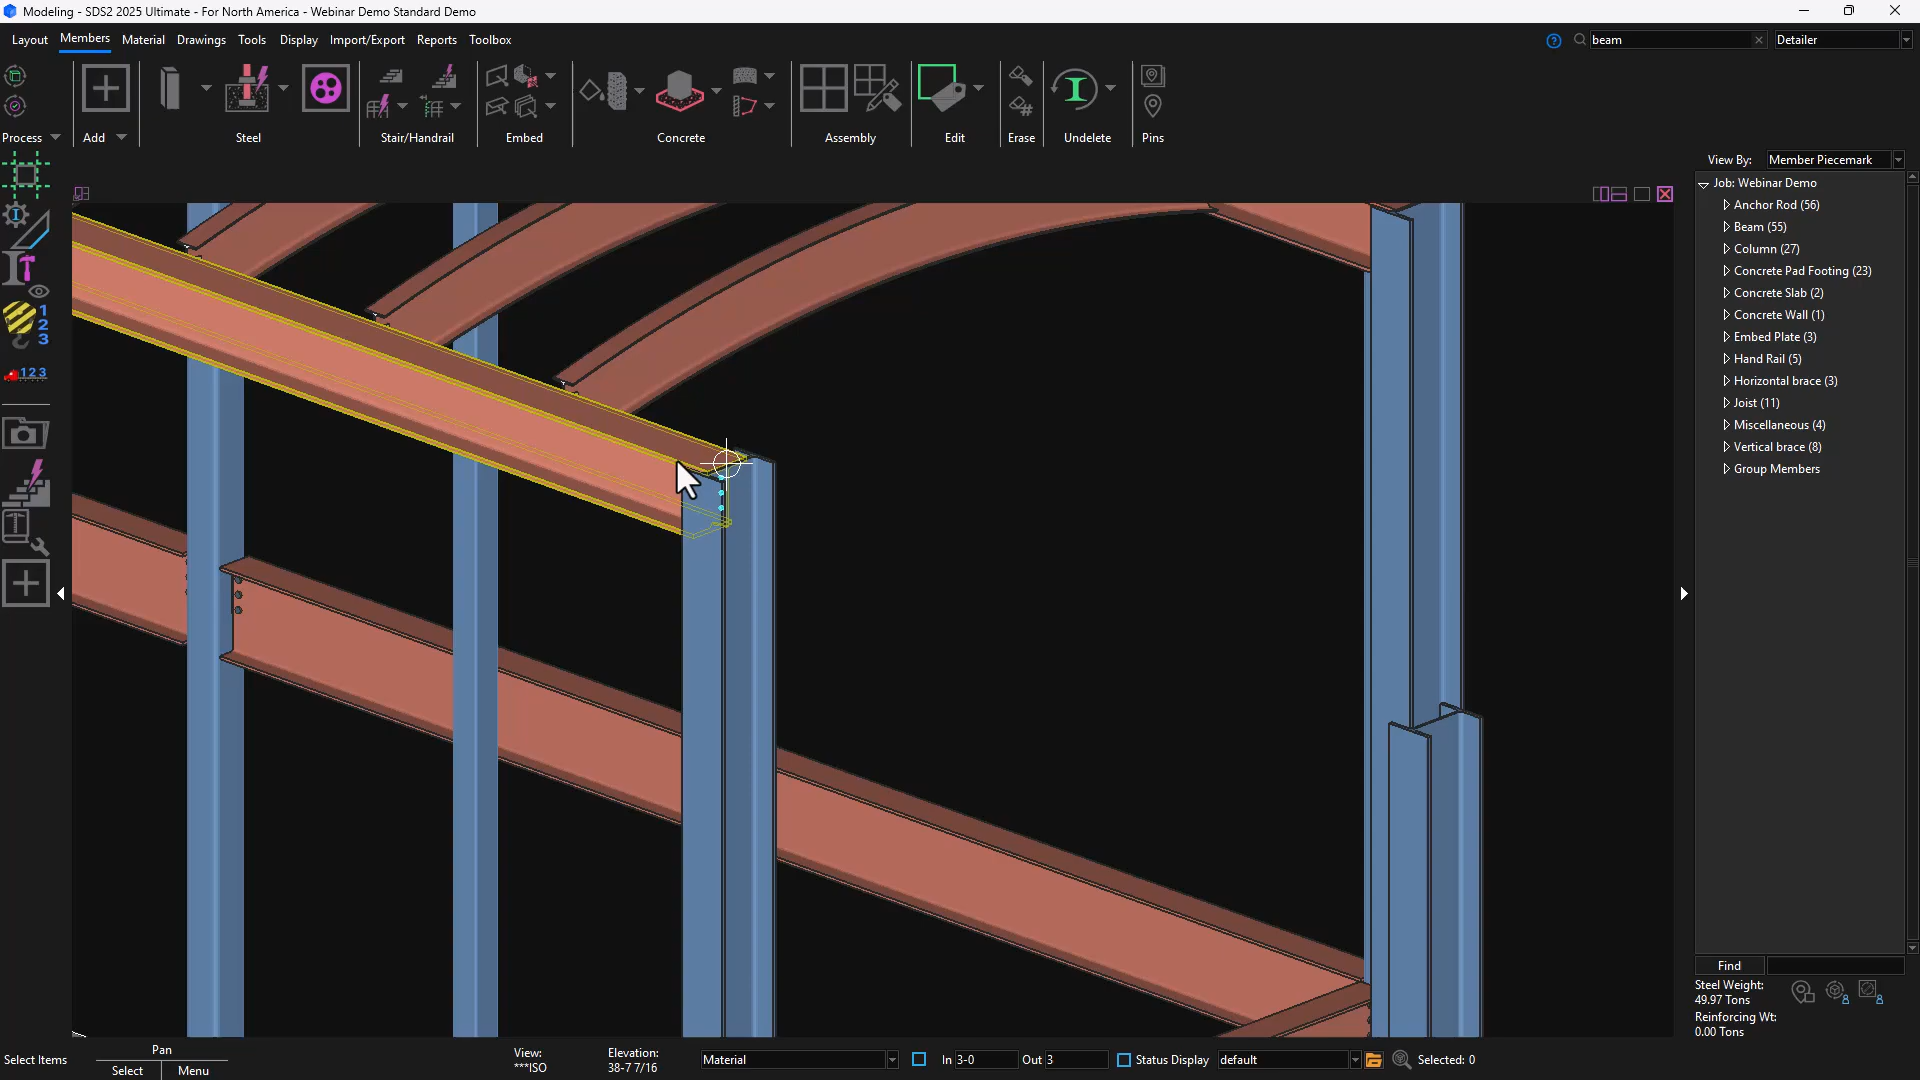 Modeling - SDS2 2025 Ultimate - For North America - Webinar Demo Standard Demo
Layout Members Material Drawings Tools Display Import/Export Reports Toolbox
? beam Detailer
Process Add Steel Stair/Handrail Embed Concrete Assembly Edit Erase Undelete Pins
View By: Member Piecemark
Job: Webinar Demo
Anchor Rod (56)
Beam (55)
Column (27)
Concrete Pad Footing (23)
Concrete Slab (2)
Concrete Wall (1)
Embed Plate (3)
Hand Rail (5)
Horizontal brace (3)
Joist (11)
Miscellaneous (4)
Vertical brace (8)
Group Members
1
2
3
123
Find
Steel Weight:
49.97 Tons
Reinforcing Wt:
0.00 Tons
Select Items
Pan
Select Menu
View:
***ISO
Elevation:
38-7 7/16
Material
In 3-0 Out 3 Status Display default Selected: 0